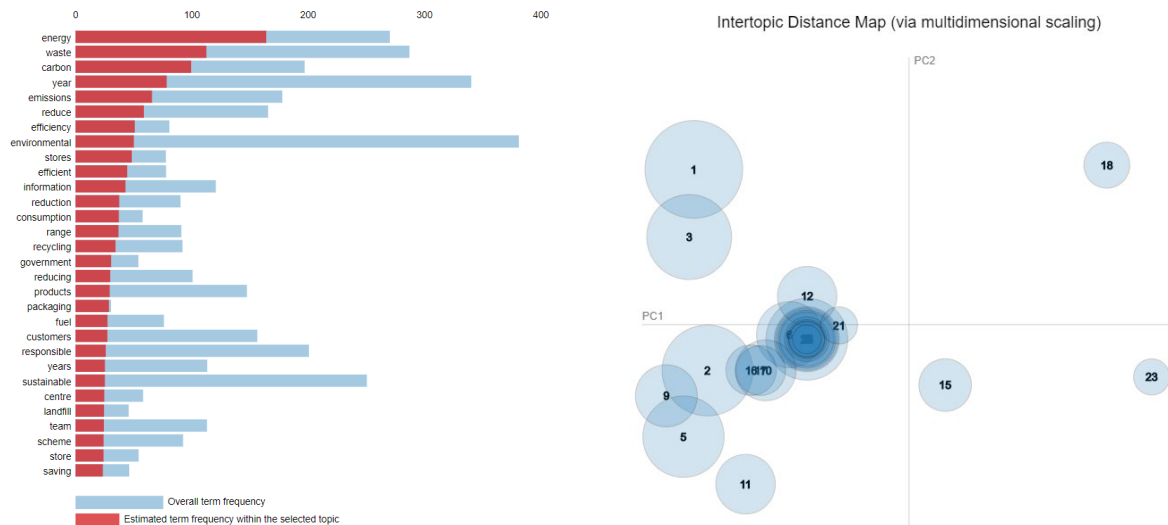 0 100 200 300 400
energy
waste
carbon
year
emissions
reduce
efficiency
environmental
stores
efficient
information
reduction
consumption
range
recycling
government
reducing
products
packaging
fuel
customers
responsible
years
sustainable
centre
landfill
team
scheme
store
saving
Overall term frequency
Estimated term frequency within the selected topic
Intertopic Distance Map (via multidimensional scaling)
PC2
1
18
3
12
PC1
21
2
15
23
9
5
11